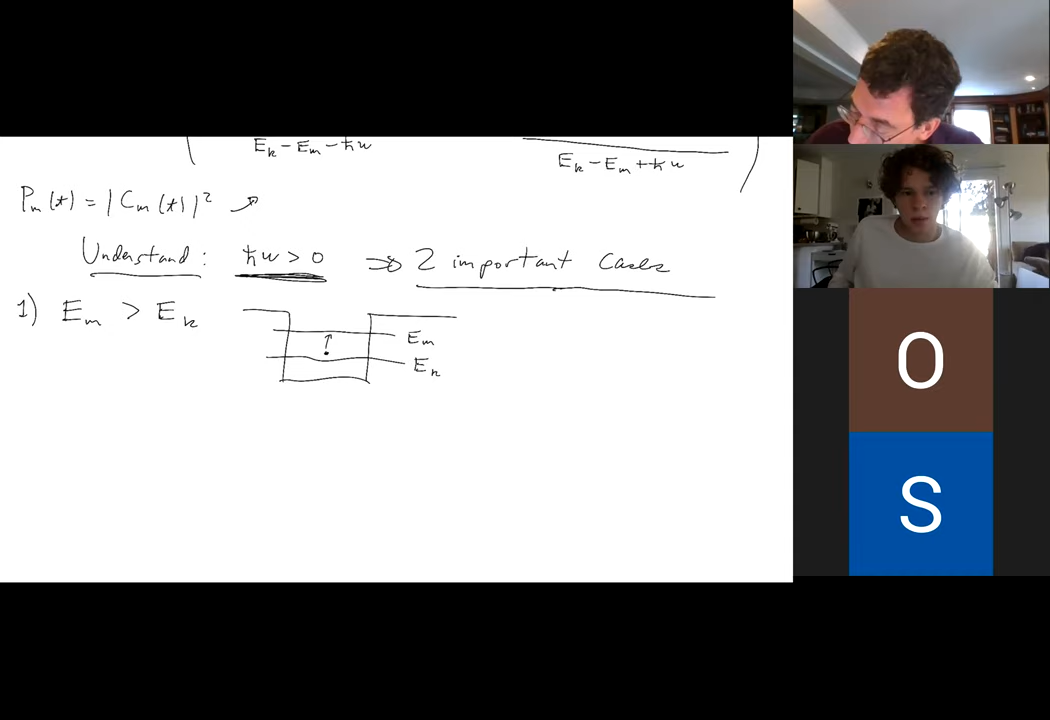 E_k - E_m - ħω
E_k - E_m + ħω
P_m(t) = |C_m(t)|²
Understand: ħω > 0 ⇒ 2 important cases
1) E_m > E_k
E_m
E_k
O
S